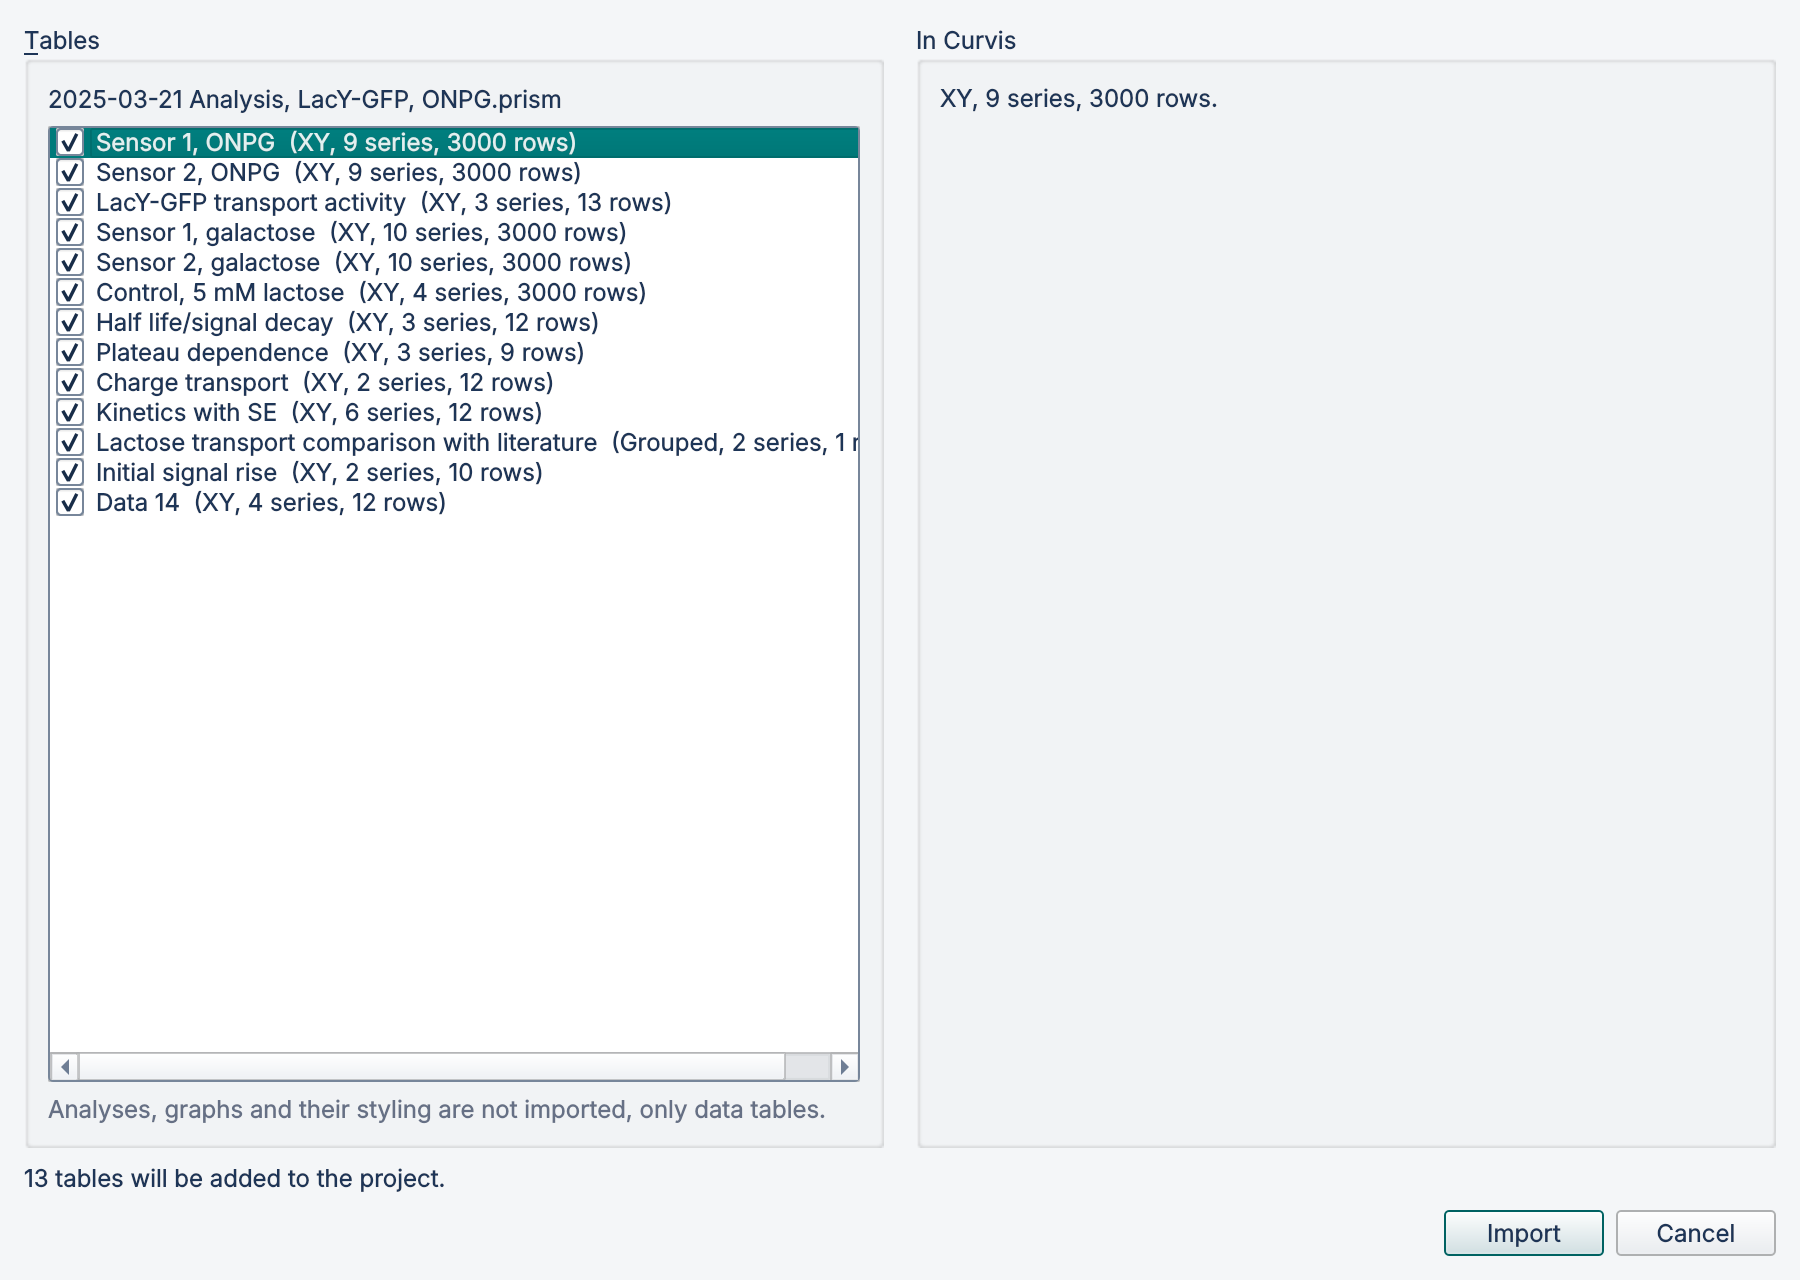 Tables
2025-03-21 Analysis, LacY-GFP, ONPG.prism
Sensor 1, ONPG (XY, 9 series, 3000 rows)
Sensor 2, ONPG (XY, 9 series, 3000 rows)
LacY-GFP transport activity (XY, 3 series, 13 rows)
Sensor 1, galactose (XY, 10 series, 3000 rows)
Sensor 2, galactose (XY, 10 series, 3000 rows)
Control, 5 mM lactose (XY, 4 series, 3000 rows)
Half life/signal decay (XY, 3 series, 12 rows)
Plateau dependence (XY, 3 series, 9 rows)
Charge transport (XY, 2 series, 12 rows)
Kinetics with SE (XY, 6 series, 12 rows)
Lactose transport comparison with literature (Grouped, 2 series, 1 r
Initial signal rise (XY, 2 series, 10 rows)
Data 14 (XY, 4 series, 12 rows)
Analyses, graphs and their styling are not imported, only data tables.
In Curvis
XY, 9 series, 3000 rows.
13 tables will be added to the project.
Import
Cancel